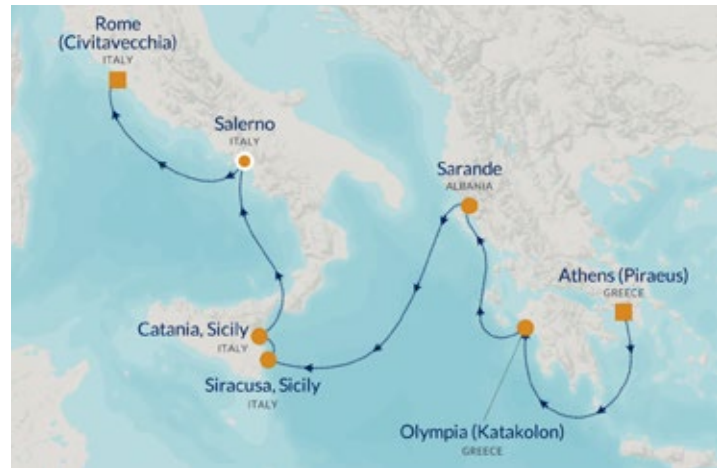 Rome
(Civitavecchia)
ITALY
Salerno
ITALY
Sarande
ALBANIA
Athens (Piraeus)
GREECE
Catania, Sicily
ITALY
Siracusa, Sicily
ITALY
Olympia (Katakolon)
GREECE